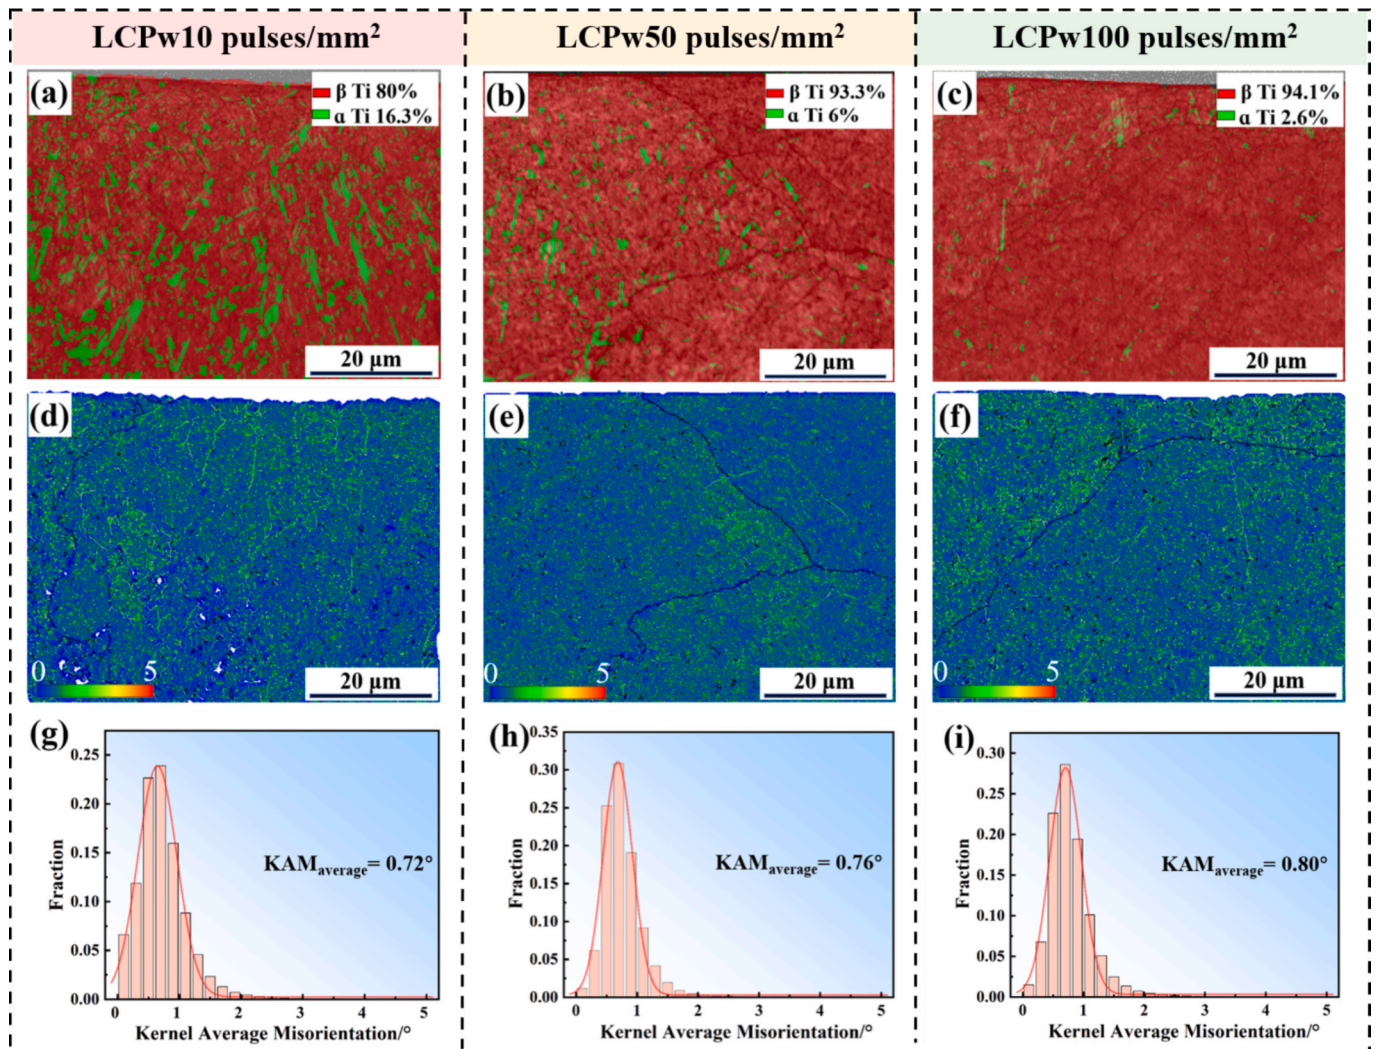 LCPw10 pulses/mm²
LCPw50 pulses/mm²
LCPw100 pulses/mm²
(a)
β Ti 80%
α Ti 16.3%
20 μm
(b)
β Ti 93.3%
α Ti 6%
20 μm
(c)
β Ti 94.1%
α Ti 2.6%
20 μm
(d)
0 5
20 μm
(e)
0 5
20 μm
(f)
0 5
20 μm
(g)
0.25
0.20
0.15
0.10
0.05
0.00
Fraction
KAMaverage= 0.72°
0 1 2 3 4 5
Kernel Average Misorientation/°
(h)
0.35
0.30
0.25
0.20
0.15
0.10
0.05
0.00
Fraction
KAMaverage= 0.76°
0 1 2 3 4 5
Kernel Average Misorientation/°
(i)
0.30
0.25
0.20
0.15
0.10
0.05
0.00
Fraction
KAMaverage= 0.80°
0 1 2 3 4 5
Kernel Average Misorientation/°